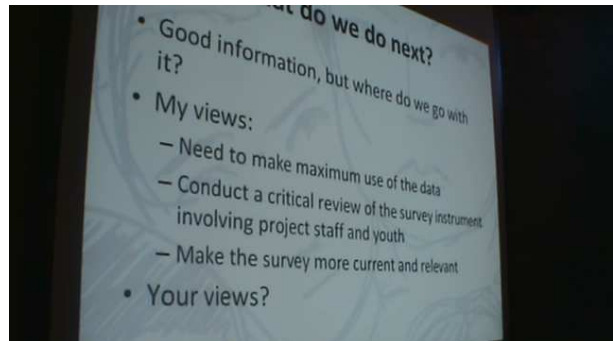 do we do next?
• Good information, but where do we go with
it?
• My views:
– Need to make maximum use of the data
– Conduct a critical review of the survey instrument
involving project staff and youth
– Make the survey more current and relevant
• Your views?